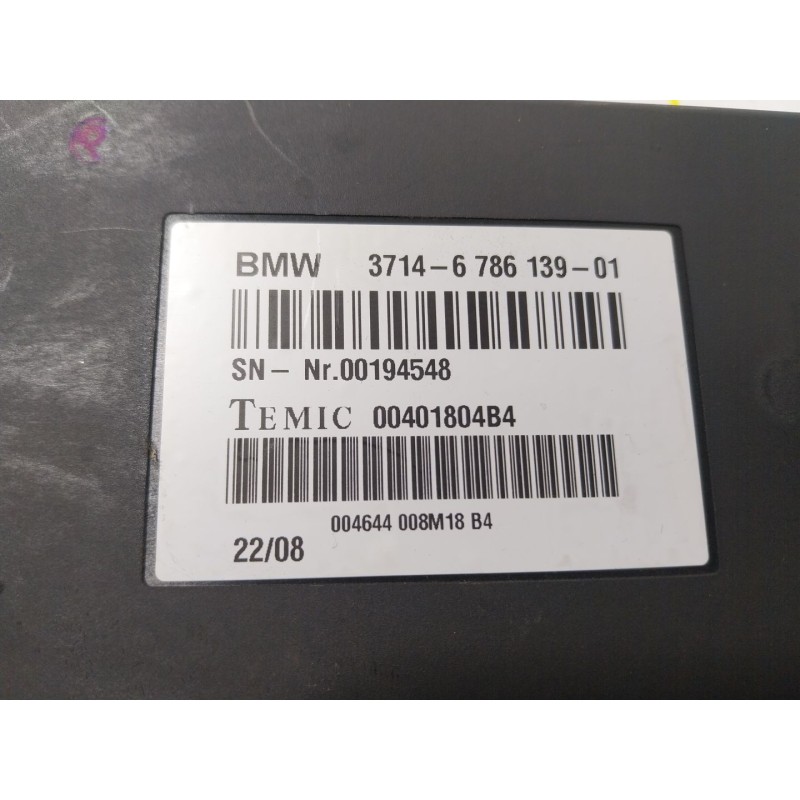 BMW 3714-6 786 139-01
SN- Nr.00194548
TEMIC 00401804B4
004644 008M18 B4
22/08